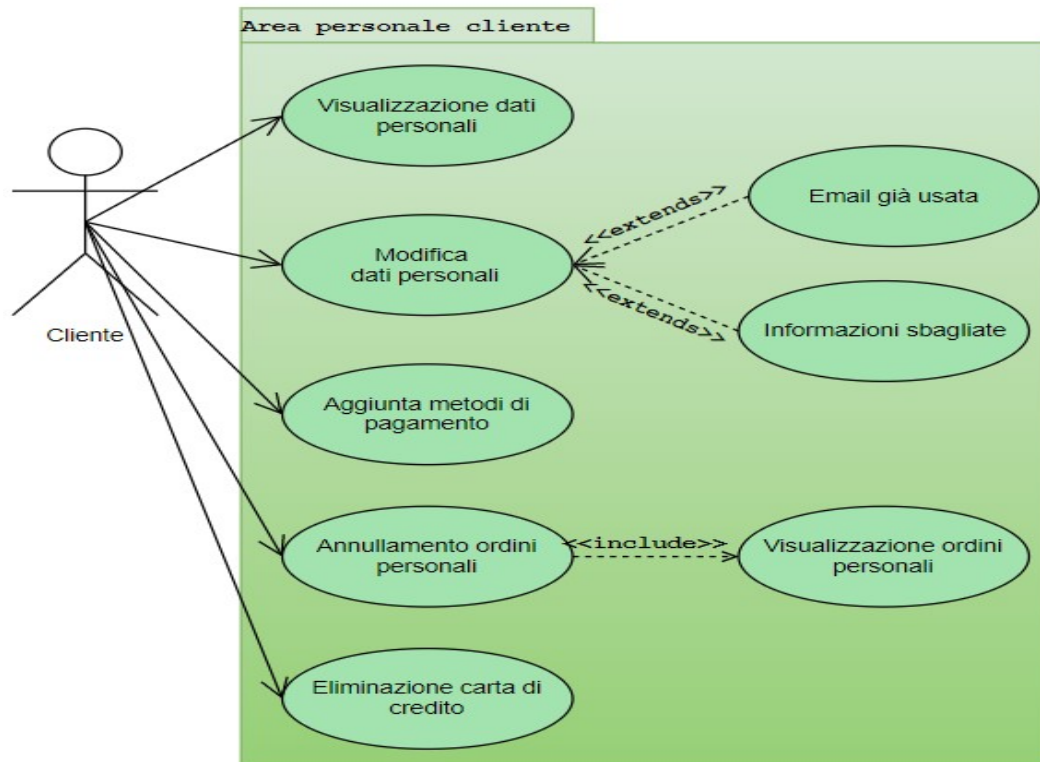 Area personale cliente
Visualizzazione dati
personali
Email già usata
<<extends>>
Modifica
dati personali
<<extends>>
Informazioni sbagliate
Cliente
Aggiunta metodi di
pagamento
Annullamento ordini
personali
<<include>>
Visualizzazione ordini
personali
Eliminazione carta di
credito